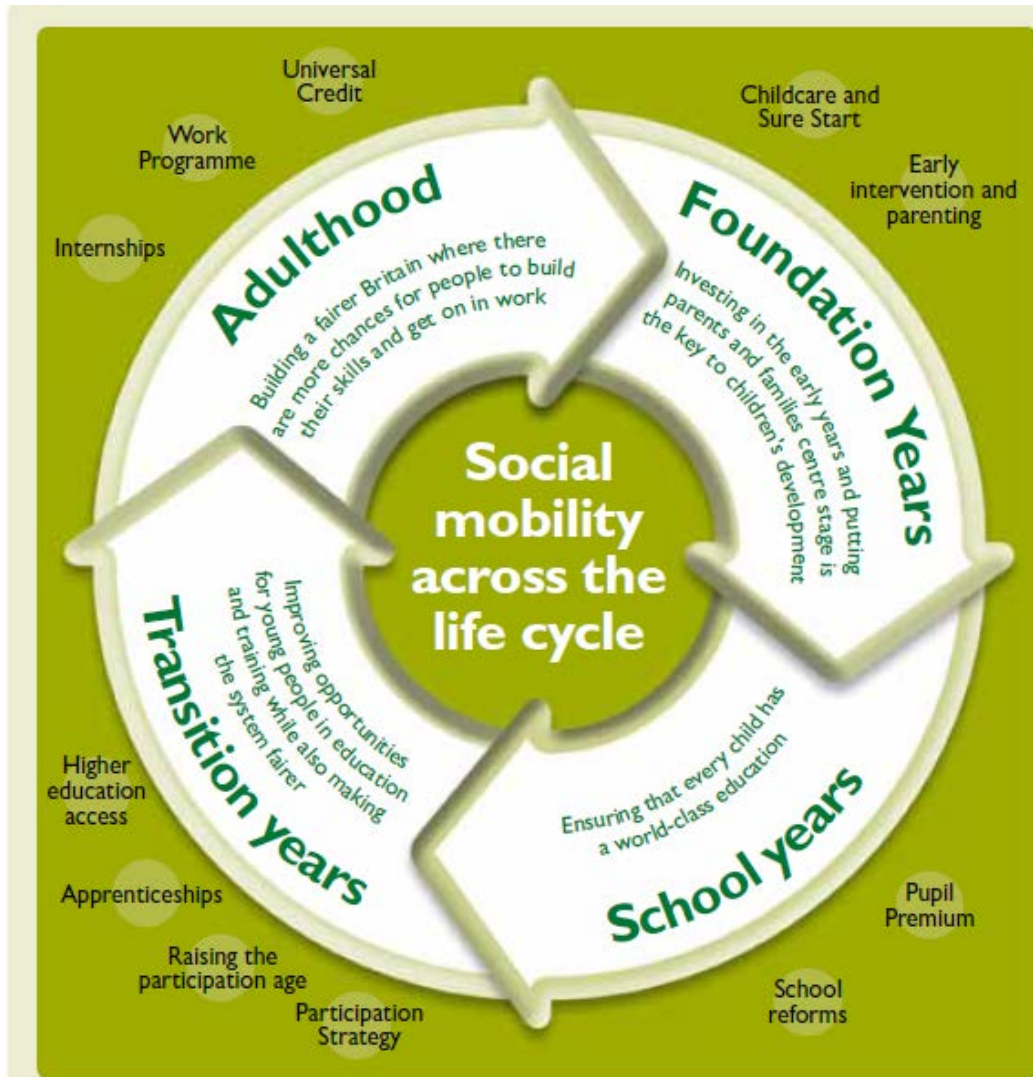 Social
mobility
across the
life cycle
Foundation Years
Investing in the early years and putting
parents and families centre stage is
the key to children's development
Childcare and
Sure Start
Early
intervention and
parenting
School years
Ensuring that every child has
a world-class education
Pupil
Premium
School
reforms
Transition years
Improving opportunities
for young people in education
and training while also making
the system fairer
Participation
Strategy
Raising the
participation age
Apprenticeships
Higher
education
access
Adulthood
Building a fairer Britain where there
are more chances for people to build
their skills and get on in work
Internships
Work
Programme
Universal
Credit